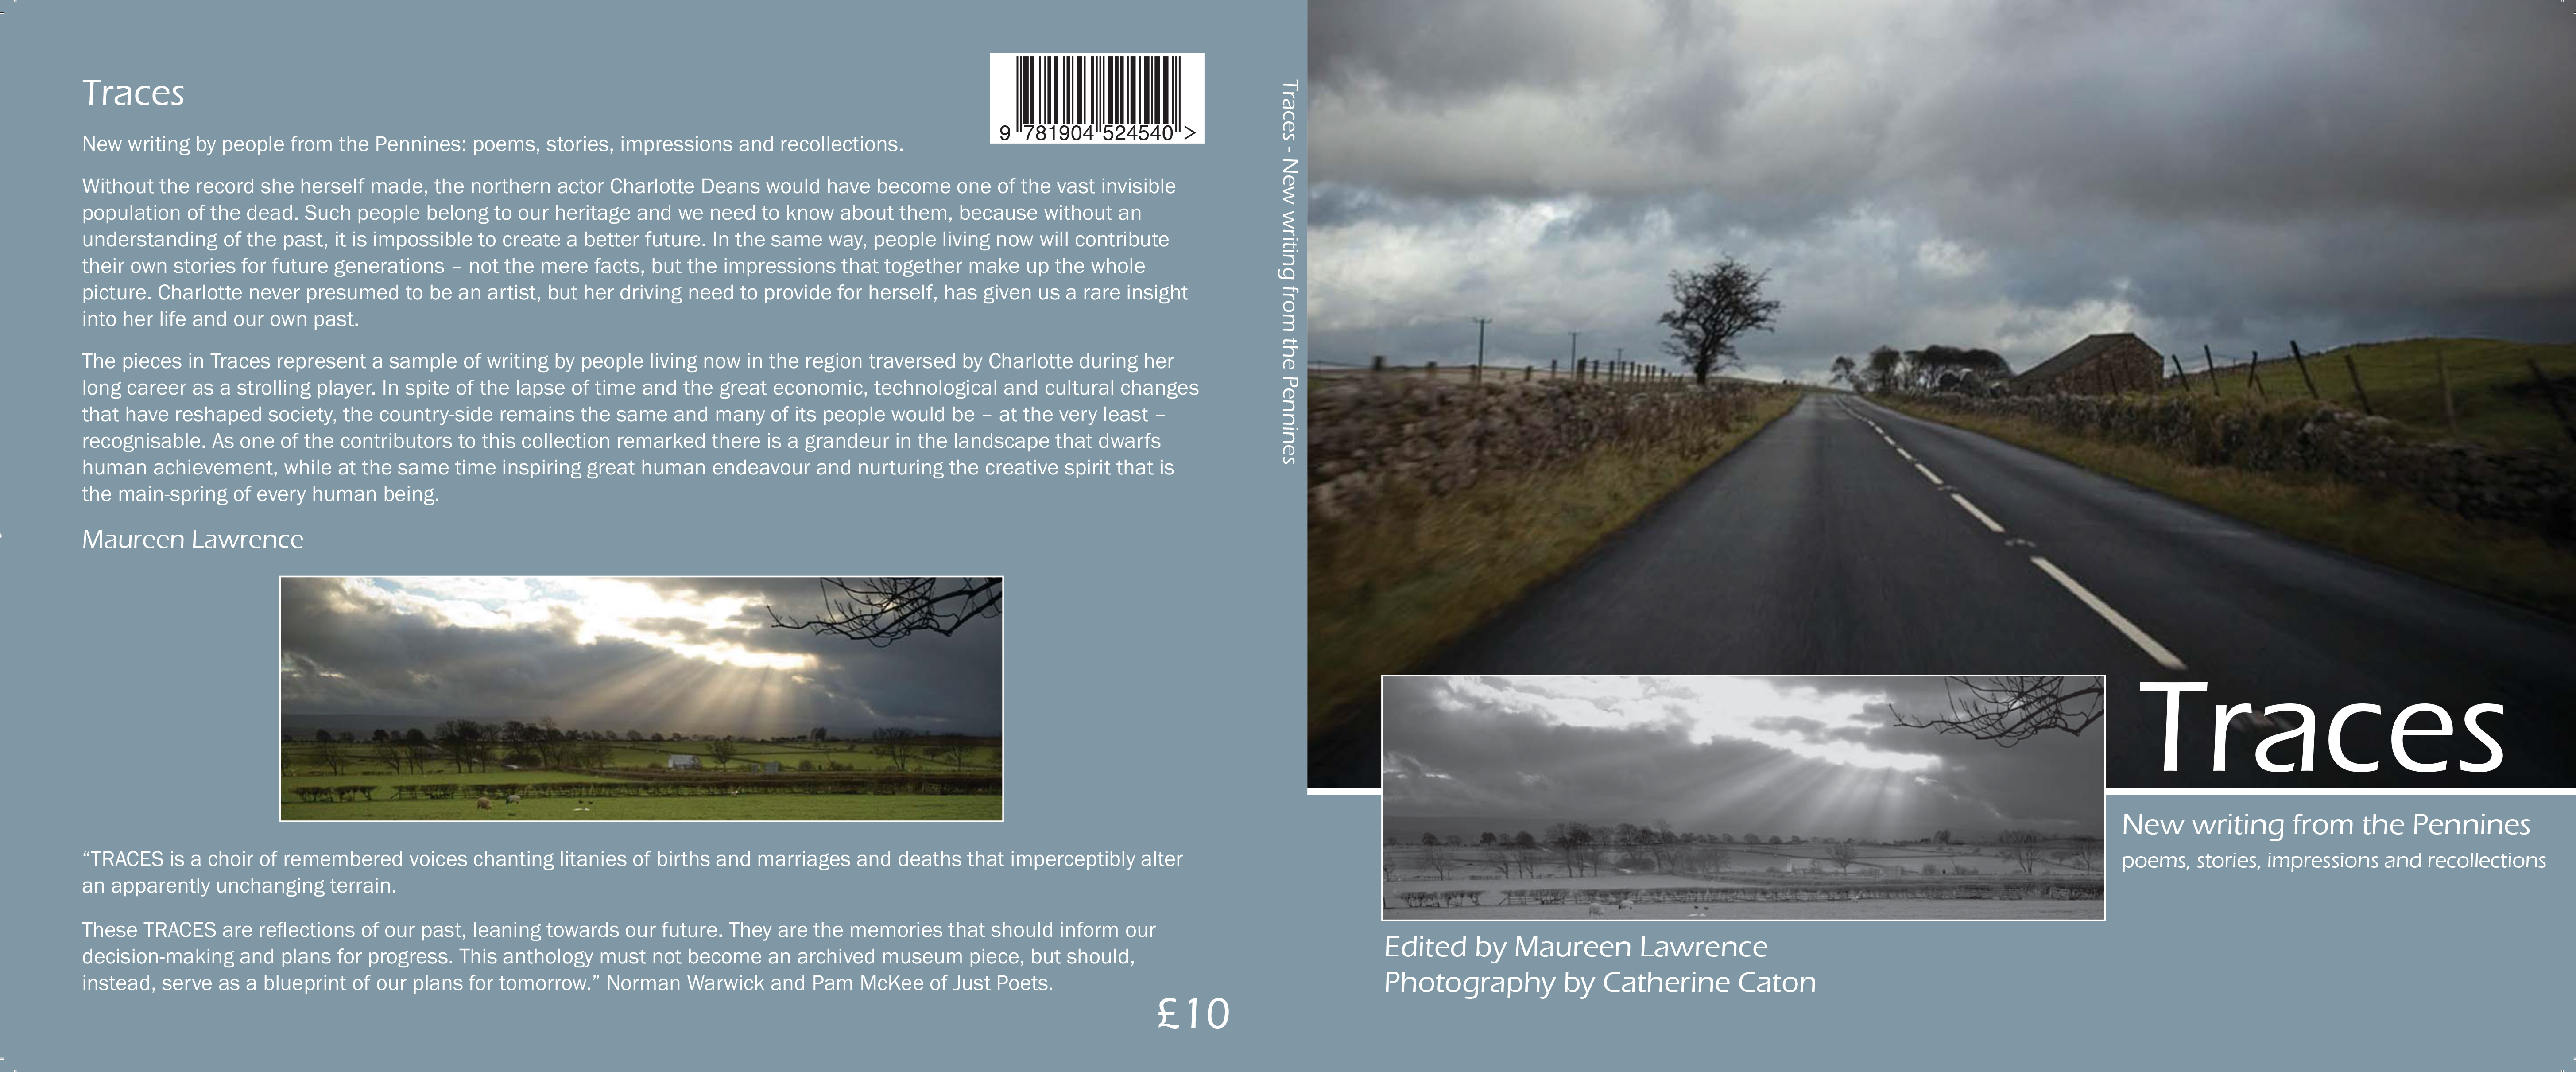 Traces
9 781904 524540 >
New writing by people from the Pennines: poems, stories, impressions and recollections.
Without the record she herself made, the northern actor Charlotte Deans would have become one of the vast invisible
population of the dead. Such people belong to our heritage and we need to know about them, because without an
understanding of the past, it is impossible to create a better future. In the same way, people living now will contribute
their own stories for future generations – not the mere facts, but the impressions that together make up the whole
picture. Charlotte never presumed to be an artist, but her driving need to provide for herself, has given us a rare insight
into her life and our own past.
The pieces in Traces represent a sample of writing by people living now in the region traversed by Charlotte during her
long career as a strolling player. In spite of the lapse of time and the great economic, technological and cultural changes
that have reshaped society, the country-side remains the same and many of its people would be – at the very least –
recognisable. As one of the contributors to this collection remarked there is a grandeur in the landscape that dwarfs
human achievement, while at the same time inspiring great human endeavour and nurturing the creative spirit that is
the main-spring of every human being.
Maureen Lawrence
“TRACES is a choir of remembered voices chanting litanies of births and marriages and deaths that imperceptibly alter
an apparently unchanging terrain.
These TRACES are reflections of our past, leaning towards our future. They are the memories that should inform our
decision-making and plans for progress. This anthology must not become an archived museum piece, but should,
instead, serve as a blueprint of our plans for tomorrow.” Norman Warwick and Pam McKee of Just Poets.
£10
Traces - New writing from the Pennines
Traces
New writing from the Pennines
poems, stories, impressions and recollections
Edited by Maureen Lawrence
Photography by Catherine Caton